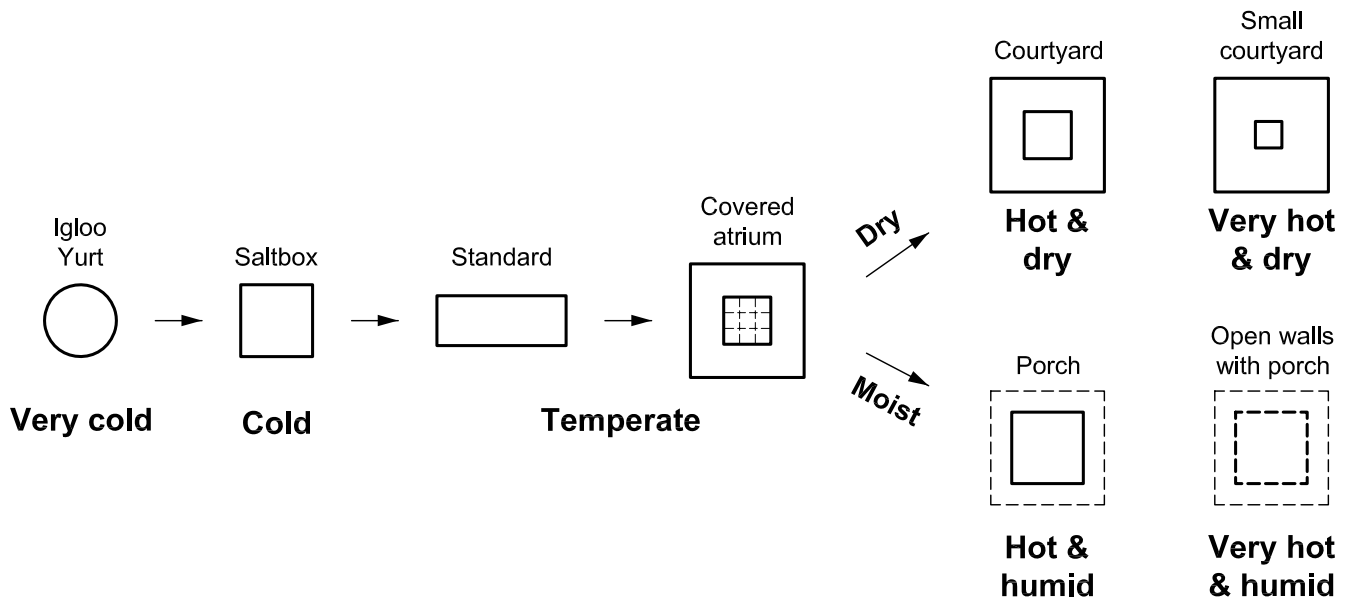 Igloo
Yurt
Very cold
Saltbox
Cold
Standard
Temperate
Covered
atrium
Dry
Courtyard
Hot &
dry
Small
courtyard
Very hot
& dry
Moist
Porch
Hot &
humid
Open walls
with porch
Very hot
& humid